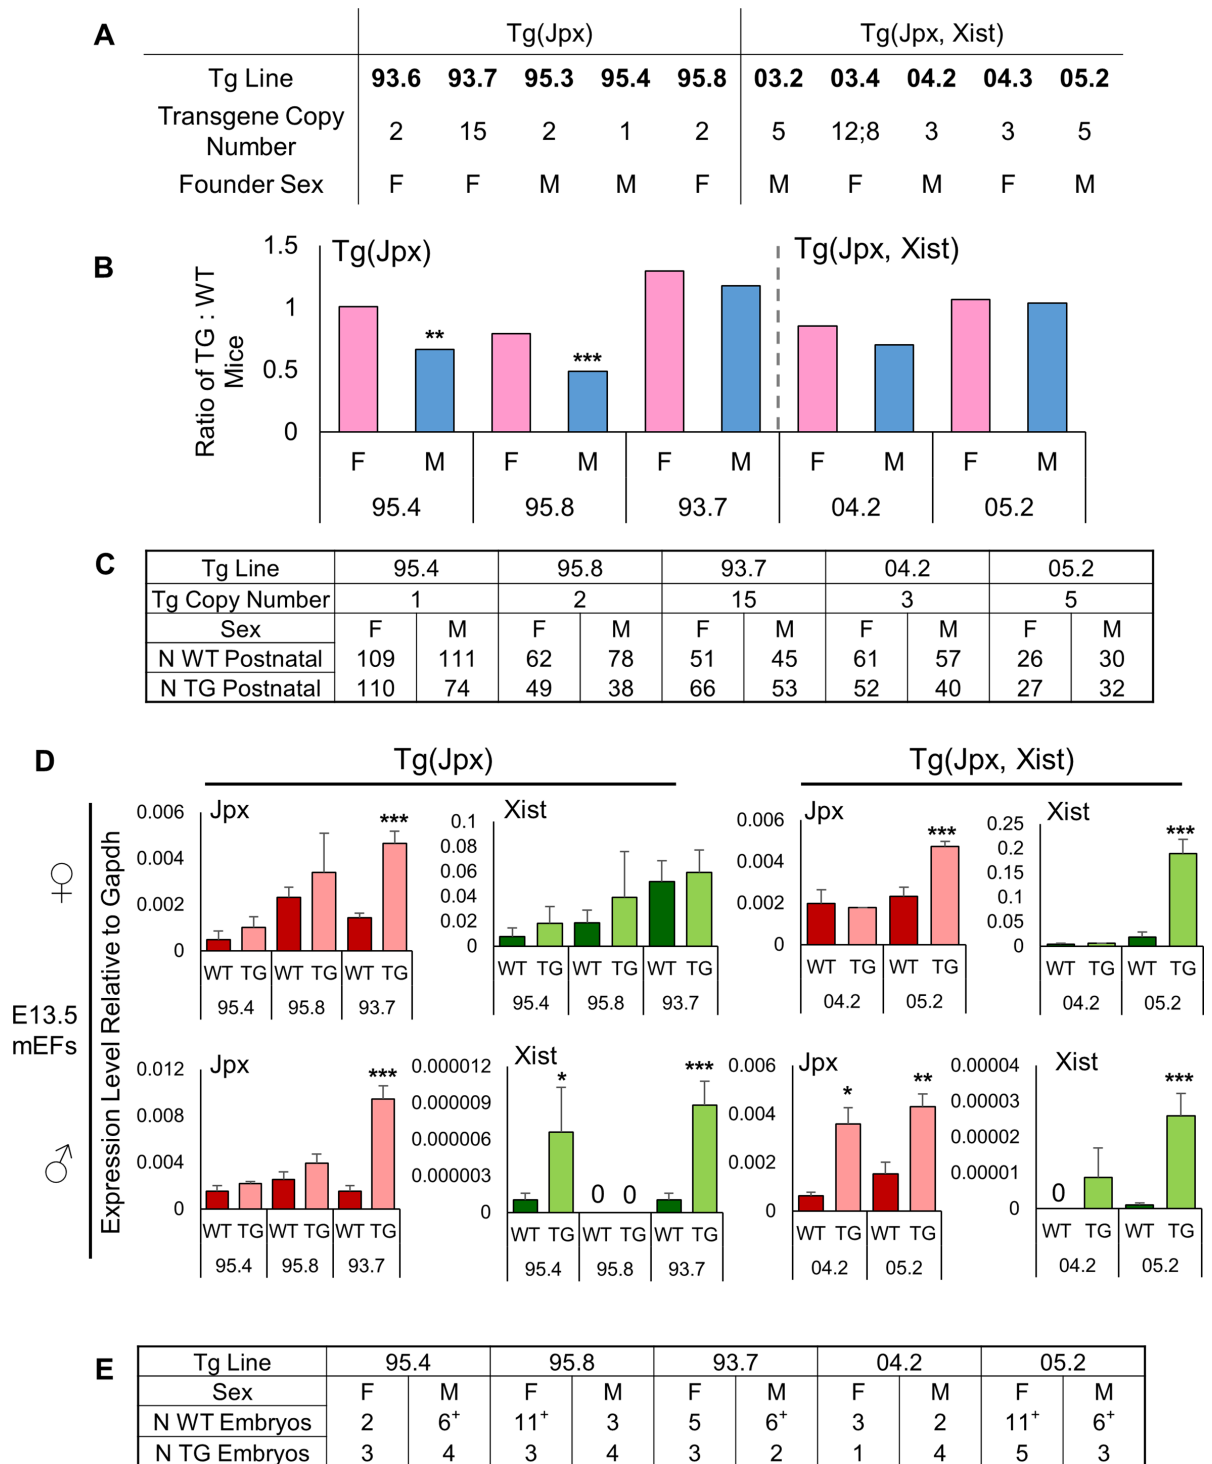 A
Tg(Jpx) Tg(Jpx, Xist)
Tg Line 93.6 93.7 95.3 95.4 95.8 03.2 03.4 04.2 04.3 05.2
Transgene Copy
Number 2 15 2 1 2 5 12;8 3 3 5
Founder Sex F F M M F M F M F M
B
Tg(Jpx) Tg(Jpx, Xist)
Ratio of TG : WT
Mice
1.5
1
0.5
0
** ***
F M F M F M F M F M
95.4 95.8 93.7 04.2 05.2
C
Tg Line 95.4 95.8 93.7 04.2 05.2
Tg Copy Number 1 2 15 3 5
Sex F M F M F M F M F M
N WT Postnatal 109 111 62 78 51 45 61 57 26 30
N TG Postnatal 110 74 49 38 66 53 52 40 27 32
D
Tg(Jpx) Tg(Jpx, Xist)
♀
E13.5
mEFs
♂
Expression Level Relative to Gapdh
Jpx
0.006
0.004
0.002
0
***
WT TG WT TG WT TG
95.4 95.8 93.7
Xist
0.1
0.08
0.06
0.04
0.02
0
WT TG WT TG WT TG
95.4 95.8 93.7
Jpx
0.006
0.004
0.002
0
***
WT TG WT TG
04.2 05.2
Xist
0.25
0.2
0.15
0.1
0.05
0
***
WT TG WT TG
04.2 05.2
Jpx
0.012
0.008
0.004
0
***
WT TG WT TG WT TG
95.4 95.8 93.7
Xist
0.000012
0.000009
0.000006
0.000003
0
* 0 0 ***
WT TG WT TG WT TG
95.4 95.8 93.7
Jpx
0.006
0.004
0.002
0
* **
WT TG WT TG
04.2 05.2
Xist
0.00004
0.00003
0.00002
0.00001
0
0 ***
WT TG WT TG
04.2 05.2
E
Tg Line 95.4 95.8 93.7 04.2 05.2
Sex F M F M F M F M F M
N WT Embryos 2 6⁺ 11⁺ 3 5 6⁺ 3 2 11⁺ 6⁺
N TG Embryos 3 4 3 4 3 2 1 4 5 3